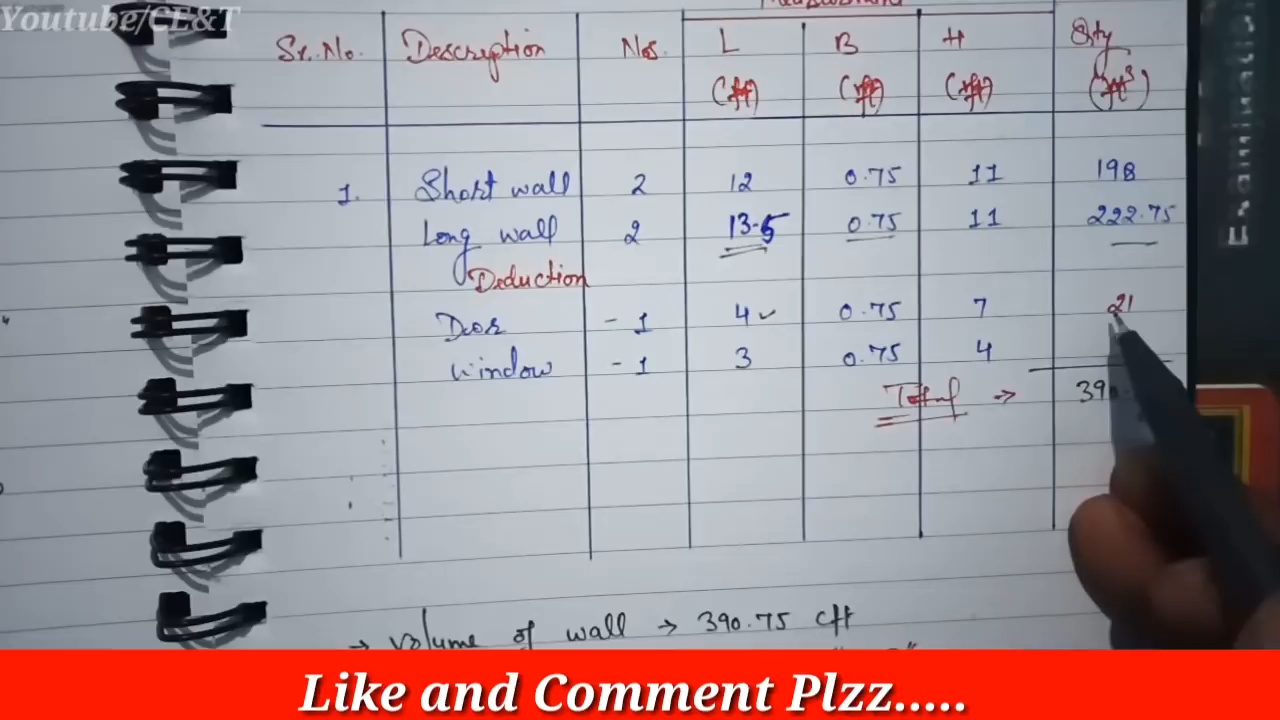 Youtube/CE&T
Sr. No. Description Nos. L B H Qty
(ft) (ft) (ft) (ft³)
1. Short wall 2 12 0.75 11 198
Long wall 2 13.5 0.75 11 222.75
Deduction
Door - 1 4 ✓ 0.75 7 21
window - 1 3 0.75 4
Total →
→ volume of wall → 390.75 cft
Like and Comment Plzz.....